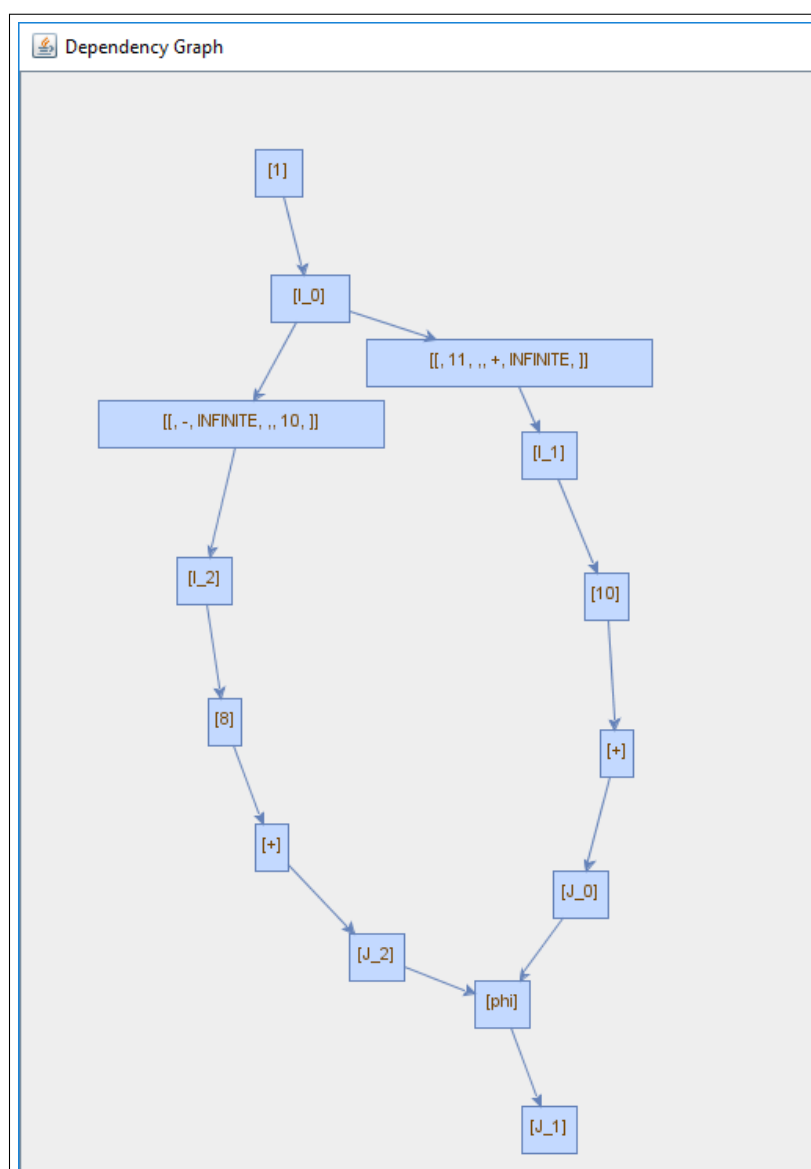 Dependency Graph
[1]
[I_0]
[[, 11, ,, +, INFINITE, ]]
[[, -, INFINITE, ,, 10, ]]
[I_1]
[I_2]
[10]
[8]
[+]
[+]
[J_0]
[J_2]
[phi]
[J_1]